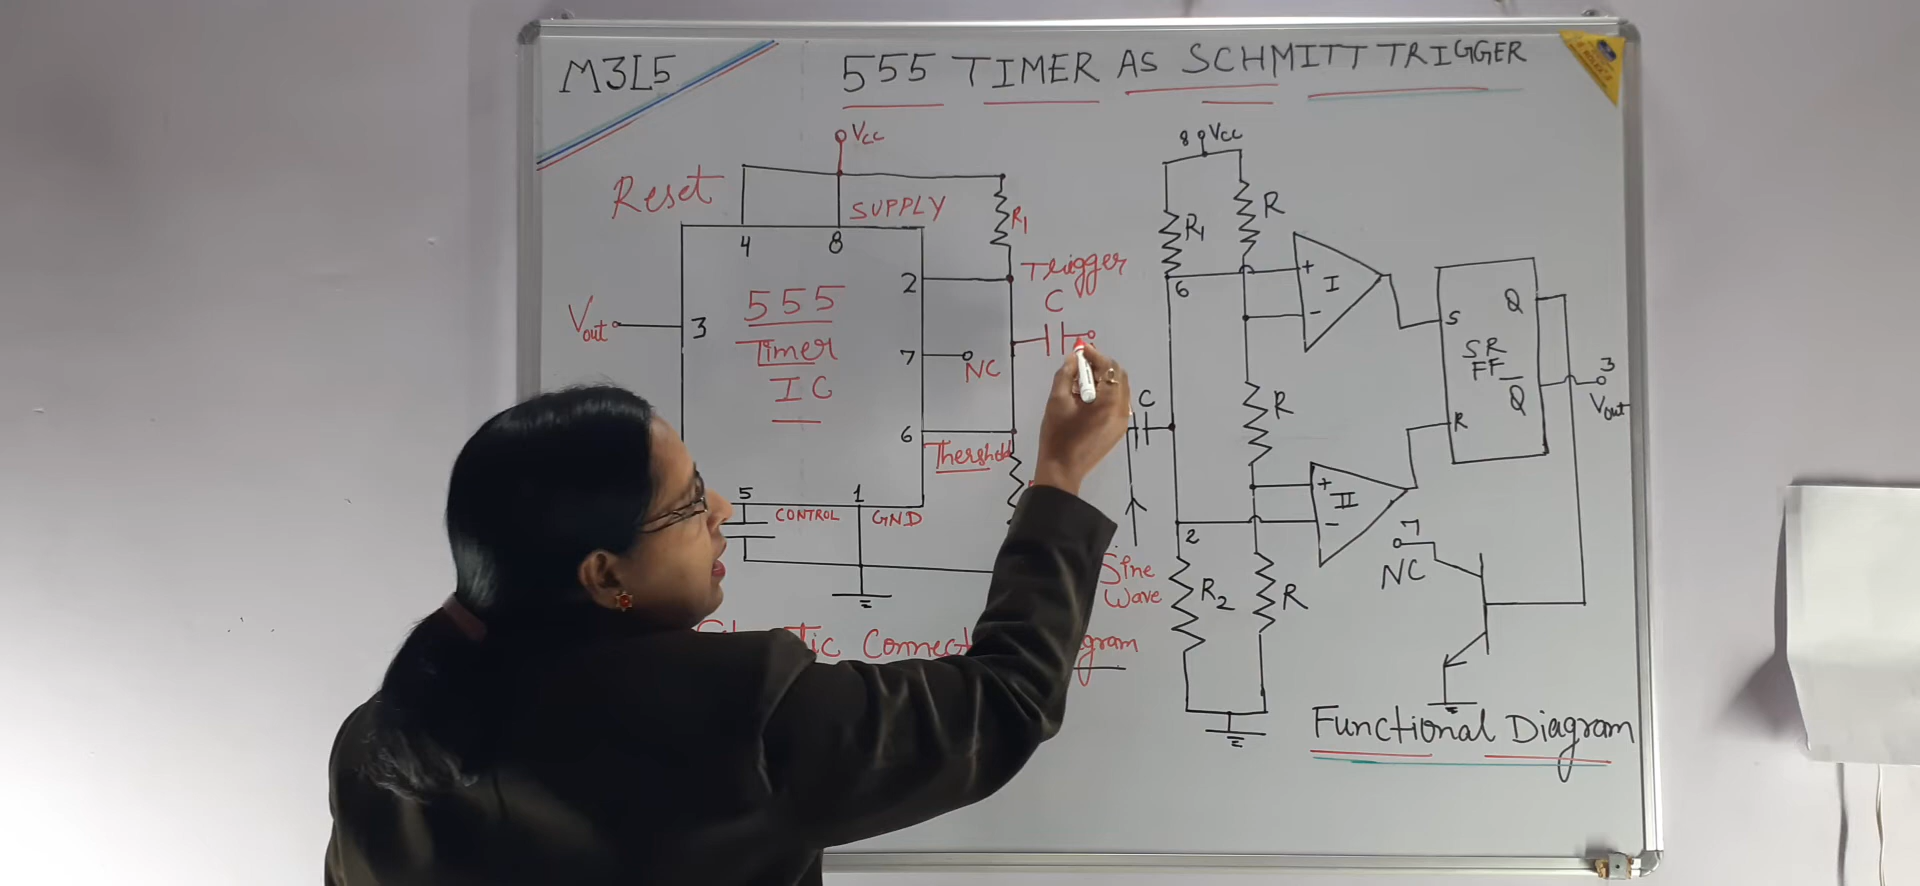 M3L5
555 TIMER AS SCHMITT TRIGGER
Vcc
Reset
SUPPLY
R1
4
8
2
Trigger
C
555
Timer
IC
Vout
3
7
NC
6
Thershold
5
CONTROL
1
GND
Connect
gram
8 Vcc
R1
R
6
+
I
-
S
Q
SR
FF
Q̅
3
Vout
R
C
R
+
II
-
2
Sine
Wave
R2
R
7
NC
Functional Diagram